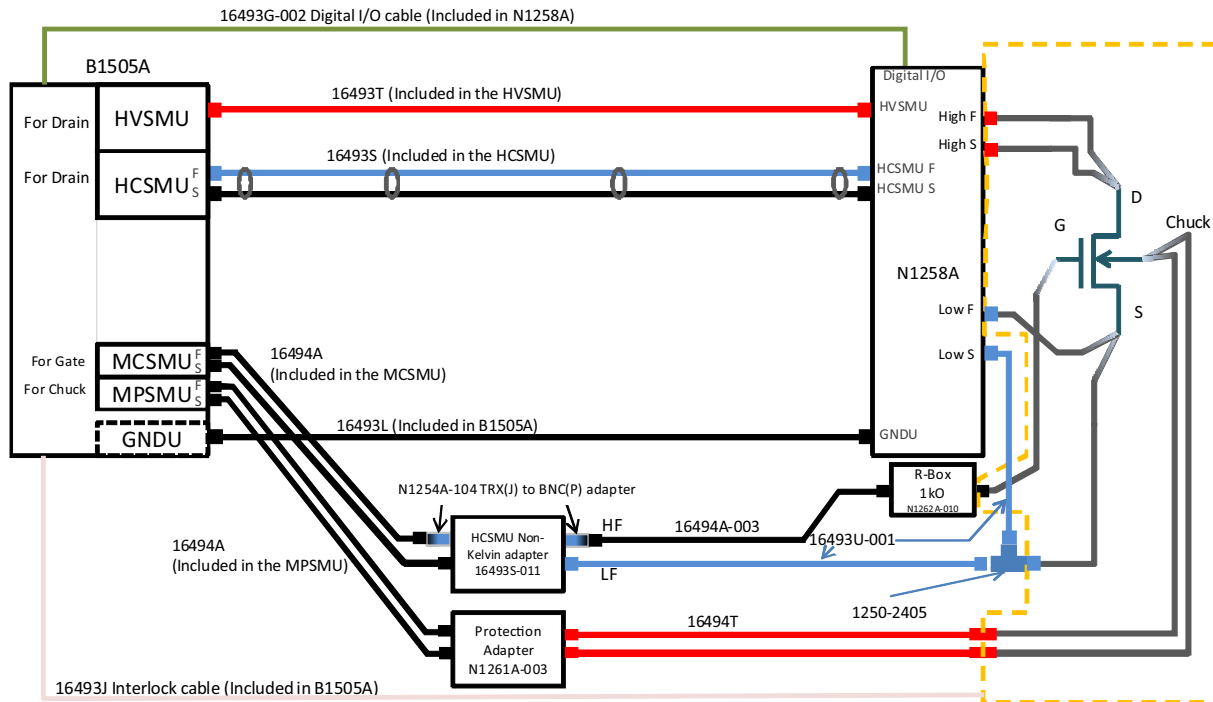 16493G-002 Digital I/O cable (Included in N1258A)
B1505A
Digital I/O
For Drain
HVSMU
16493T (Included in the HVSMU)
HVSMU
High F
High S
For Drain
HCSMU
F
S
16493S (Included in the HCSMU)
HCSMU F
HCSMU S
D
G
Chuck
N1258A
Low F
S
Low S
For Gate
MCSMU
F
S
16494A
(Included in the MCSMU)
For Chuck
MPSMU
F
S
GNDU
16493L (Included in B1505A)
GNDU
R-Box
1kO
N1262A-010
N1254A-104 TRX(J) to BNC(P) adapter
HF
16494A-003
HCSMU Non-
Kelvin adapter
16493S-011
16493U-001
LF
16494A
(Included in the MPSMU)
1250-2405
Protection
Adapter
N1261A-003
16494T
16493J Interlock cable (Included in B1505A)